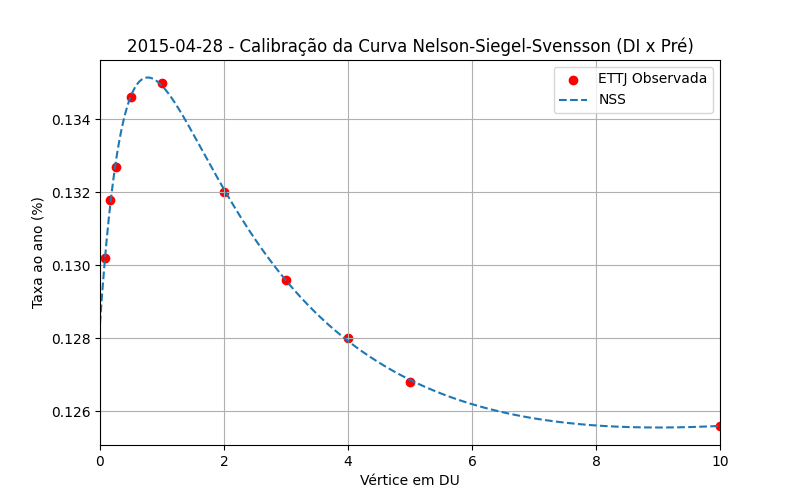 2015-04-28 - Calibração da Curva Nelson-Siegel-Svensson (DI x Pré)
ETTJ Observada
NSS
Taxa ao ano (%)
0.134
0.132
0.130
0.128
0.126
0 2 4 6 8 10
Vértice em DU